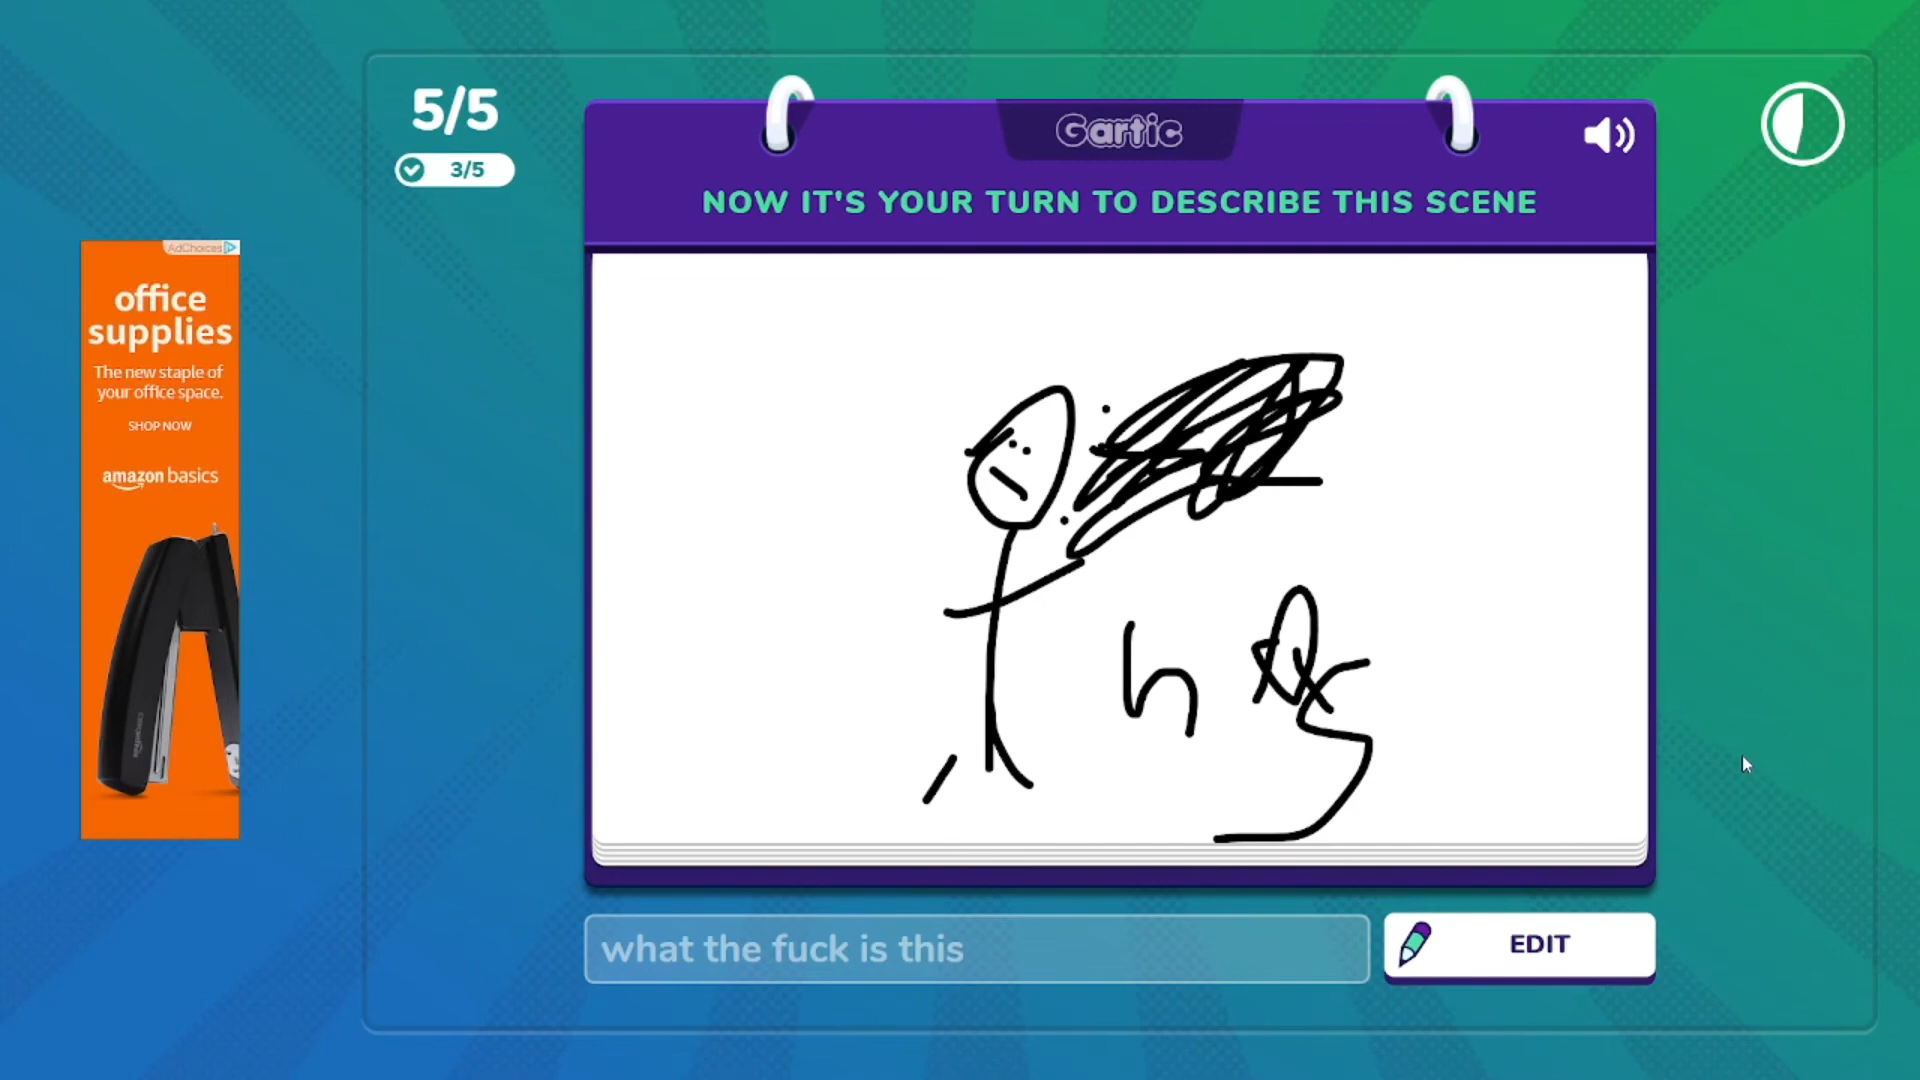 5/5
3/5
Gartic
NOW IT'S YOUR TURN TO DESCRIBE THIS SCENE
AdChoices
office
supplies
The new staple of
your office space.
SHOP NOW
amazon basics
h
what the fuck is this
EDIT